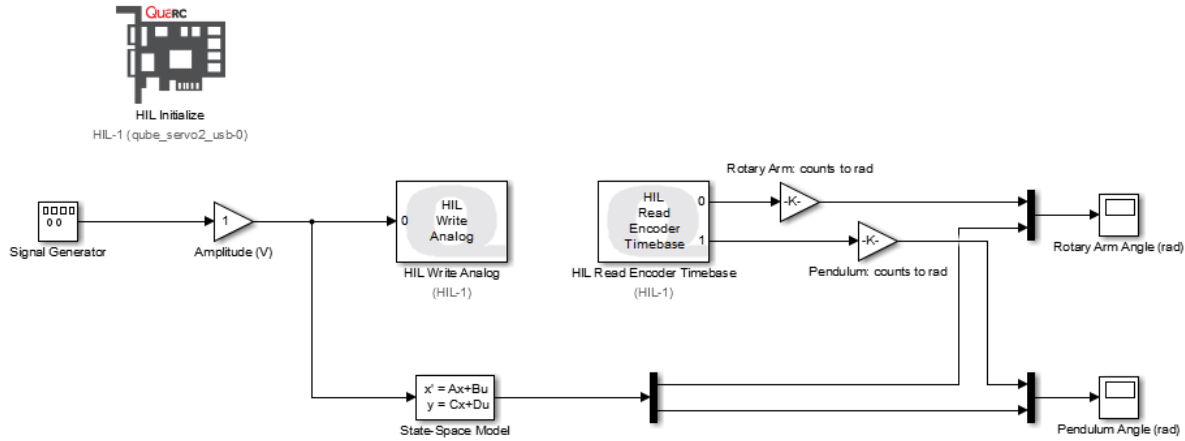 QUARC
HIL Initialize
HIL-1 (qube_servo2_usb-0)
Signal Generator
1
Amplitude (V)
0
HIL
Write
Analog
HIL Write Analog
(HIL-1)
HIL
Read
Encoder
Timebase
0
1
HIL Read Encoder Timebase
(HIL-1)
Rotary Arm: counts to rad
-K-
-K-
Pendulum: counts to rad
Rotary Arm Angle (rad)
x' = Ax+Bu
y = Cx+Du
State-Space Model
Pendulum Angle (rad)